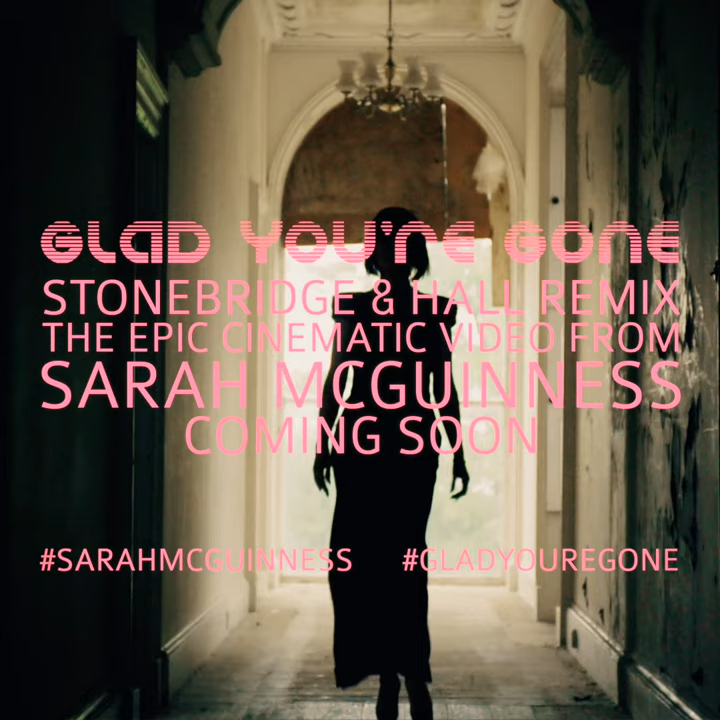 GLAD YOU'RE GONE
STONEBRIDGE & HALL REMIX
THE EPIC CINEMATIC VIDEO FROM
SARAH MCGUINNESS
COMING SOON
#SARAHMCGUINNESS #GLADYOUREGONE